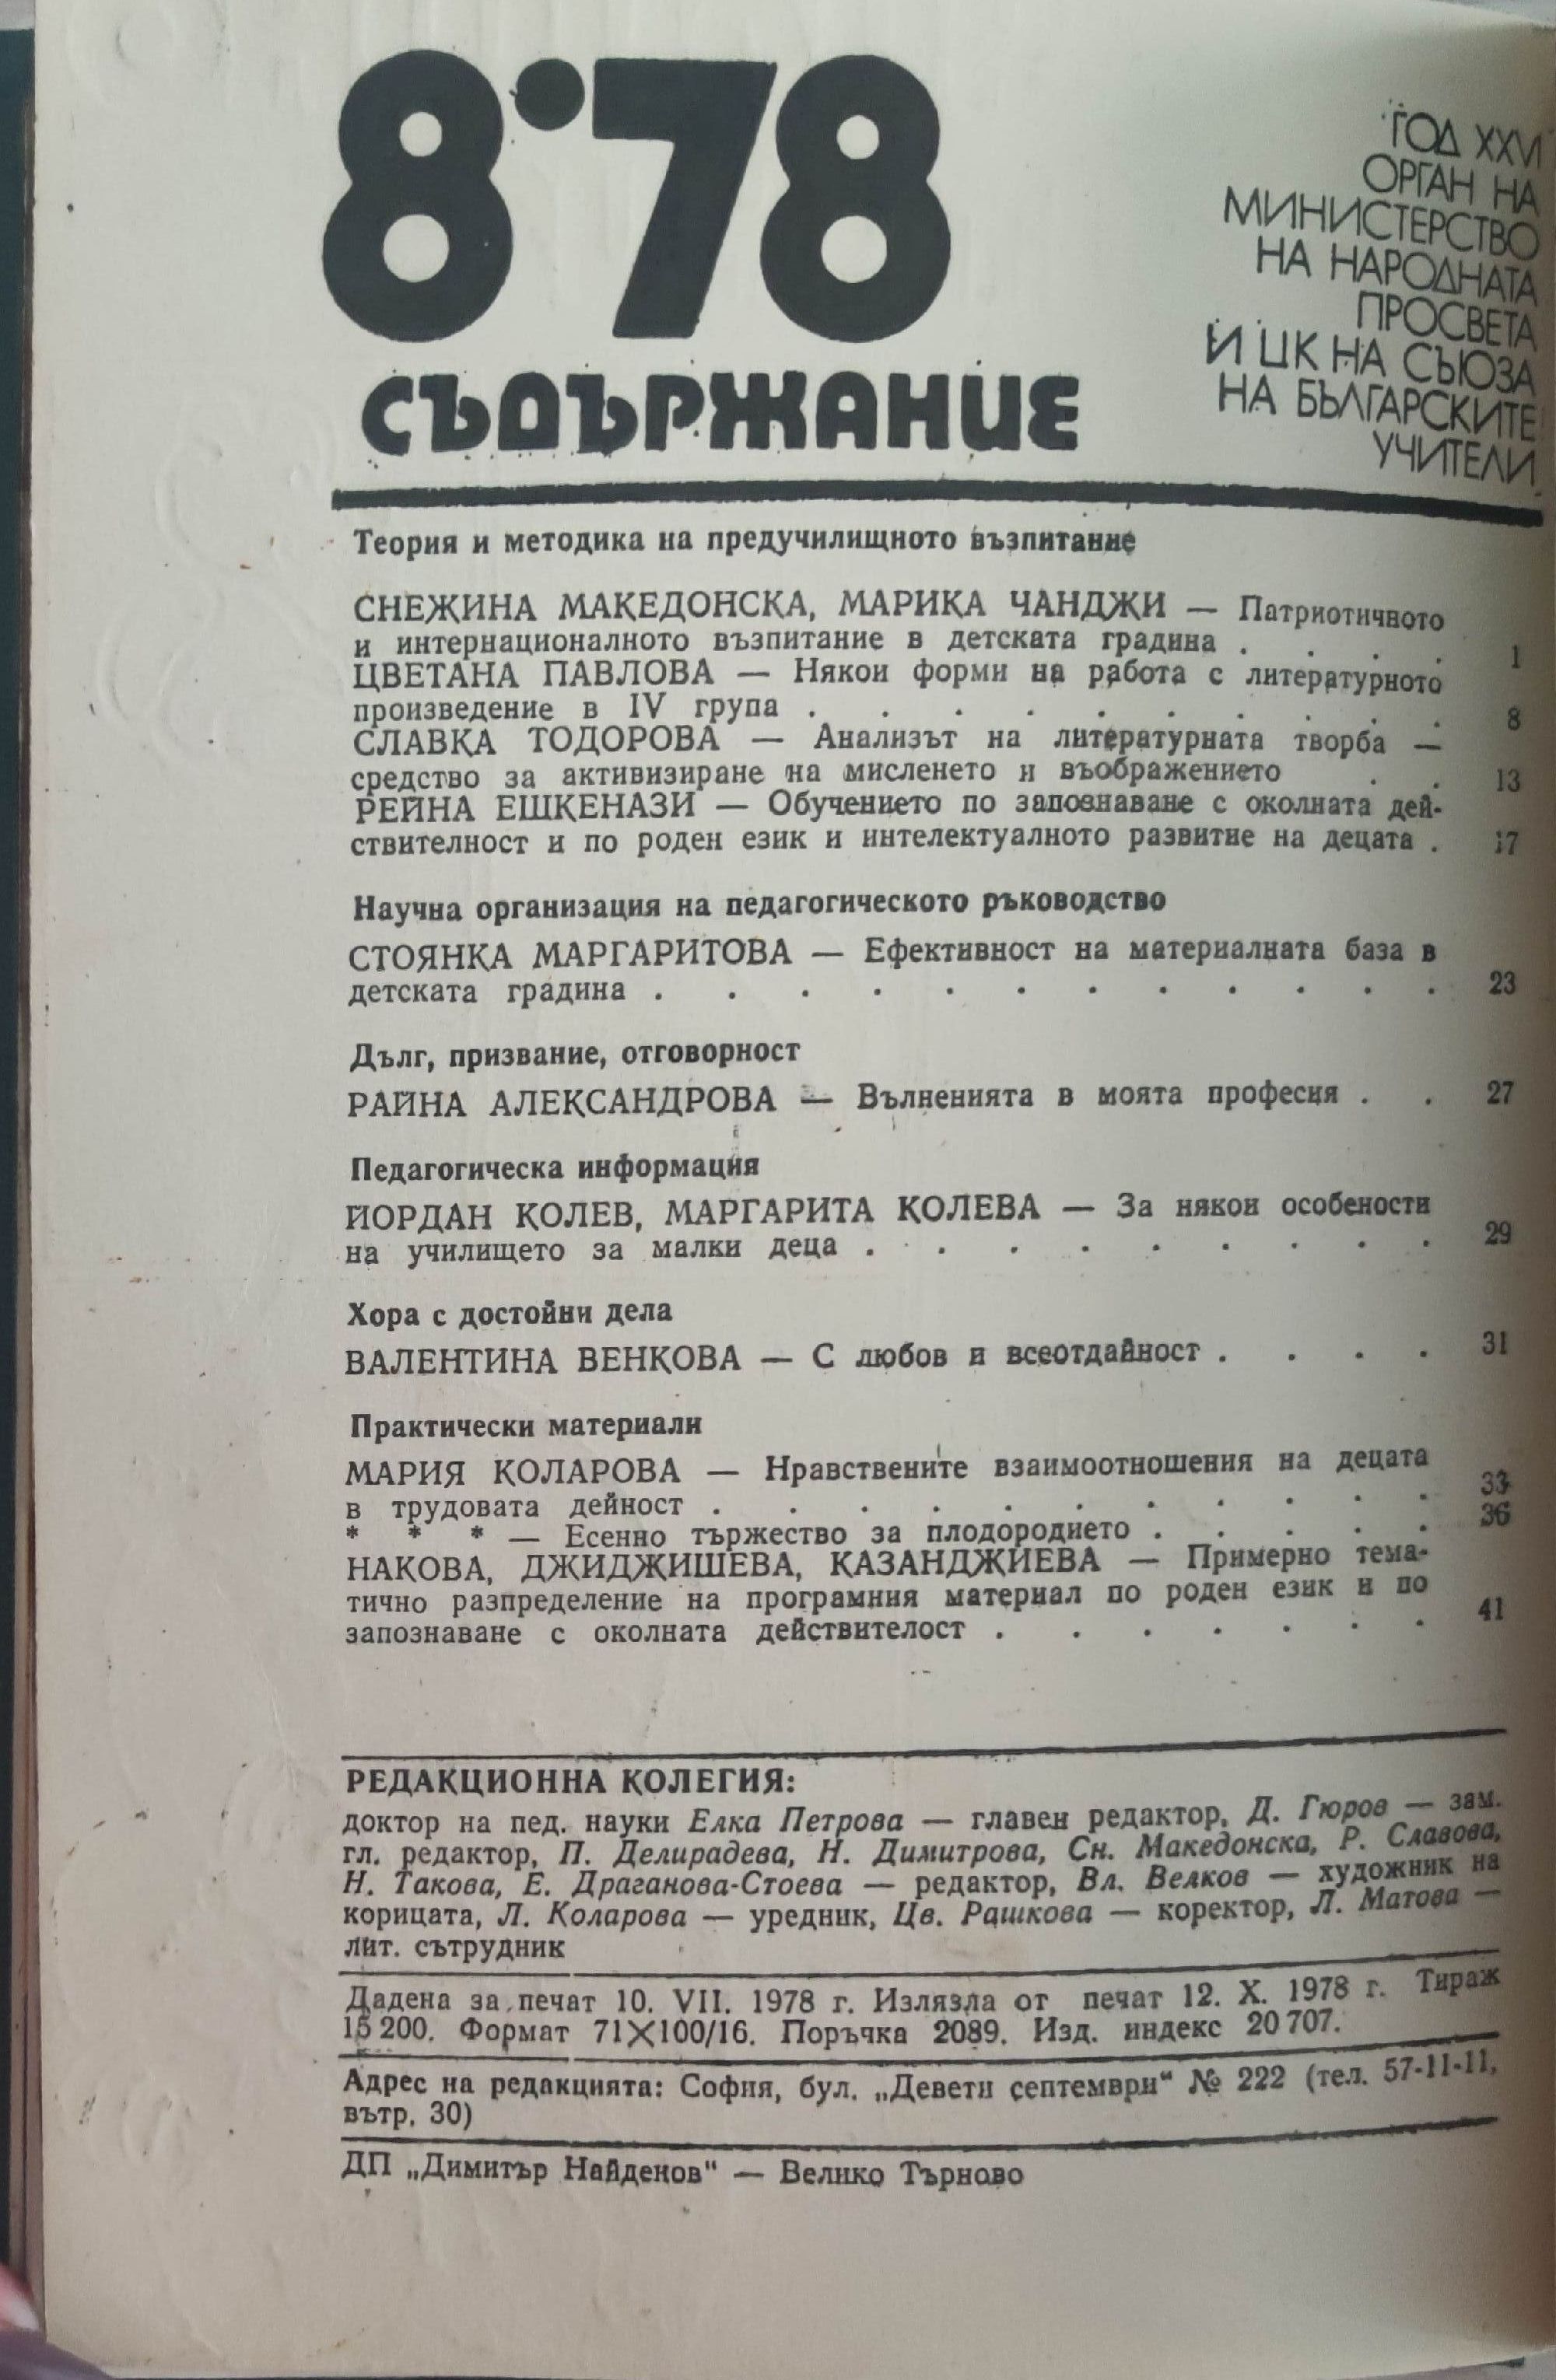 8·78
ГОД XXVI
ОРГАН НА
МИНИСТЕРСТВО
НА НАРОДНАТА
ПРОСВЕТА
И ЦК НА СЪЮЗА
НА БЪЛГАРСКИТЕ
УЧИТЕЛИ
СЪДЪРЖАНИЕ
Теория и методика на предучилищното възпитание
СНЕЖИНА МАКЕДОНСКА, МАРИКА ЧАНДЖИ — Патриотичното
и интернационалното възпитание в детската градина . . . . 1
ЦВЕТАНА ПАВЛОВА — Някои форми на работа с литературното
произведение в IV група . . . . . . . . . . 8
СЛАВКА ТОДОРОВА — Анализът на литературната творба —
средство за активизиране на мисленето и въображението . . 13
РЕЙНА ЕШКЕНАЗИ — Обучението по запознаване с околната дей-
ствителност и по роден език и интелектуалното развитие на децата . 17
Научна организация на педагогическото ръководство
СТОЯНКА МАРГАРИТОВА — Ефективност на материалната база в
детската градина . . . . . . . . . . . . 23
Дълг, призвание, отговорност
РАЙНА АЛЕКСАНДРОВА — Вълненията в моята професия . . 27
Педагогическа информация
ЙОРДАН КОЛЕВ, МАРГАРИТА КОЛЕВА — За някои особености
на училището за малки деца . . . . . . . . . 29
Хора с достойни дела
ВАЛЕНТИНА ВЕНКОВА — С любов и всеотдайност . . . . 31
Практически материали
МАРИЯ КОЛАРОВА — Нравствените взаимоотношения на децата
в трудовата дейност . . . . . . . . . . . 33
* * * — Есенно тържество за плодородието . . . . . 36
НАКОВА, ДЖИДЖИШЕВА, КАЗАНДЖИЕВА — Примерно тема-
тично разпределение на програмния материал по роден език и по
запознаване с околната действителост . . . . . . . 41
РЕДАКЦИОННА КОЛЕГИЯ:
доктор на пед. науки Елка Петрова — главен редактор, Д. Гюров — зам.
гл. редактор, П. Делирадева, Н. Димитрова, Сн. Македонска, Р. Славова,
Н. Такова, Е. Драганова-Стоева — редактор, Вл. Велков — художник на
корицата, Л. Коларова — уредник, Цв. Рашкова — коректор, Л. Матова —
лит. сътрудник
Дадена за печат 10. VII. 1978 г. Излязла от печат 12. X. 1978 г. Тираж
15 200. Формат 71X100/16. Поръчка 2089. Изд. индекс 20 707.
Адрес на редакцията: София, бул. „Девети септември“ № 222 (тел. 57-11-11,
вътр. 30)
ДП „Димитър Найденов“ — Велико Търново